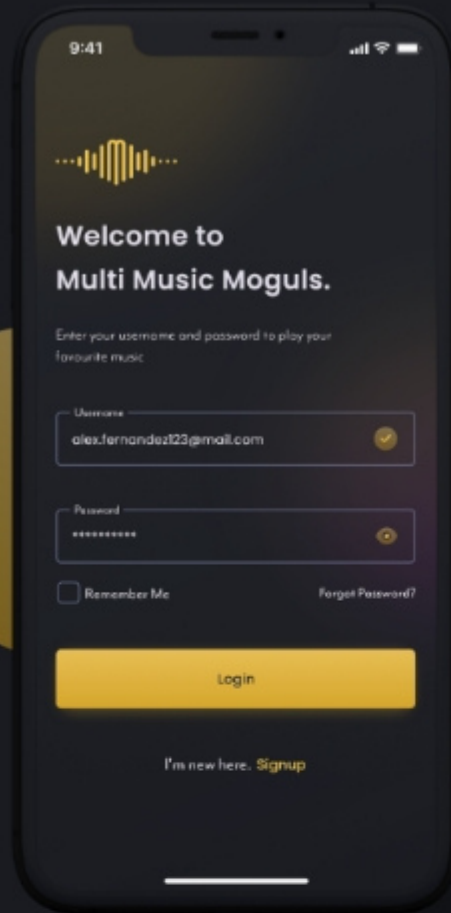 9:41
Welcome to
Multi Music Moguls.
Enter your username and password to play your
favourite music
Username
alex.fernandez123@mail.com
Password
**********
Remember Me
Forgot Password?
Login
I'm new here. Signup